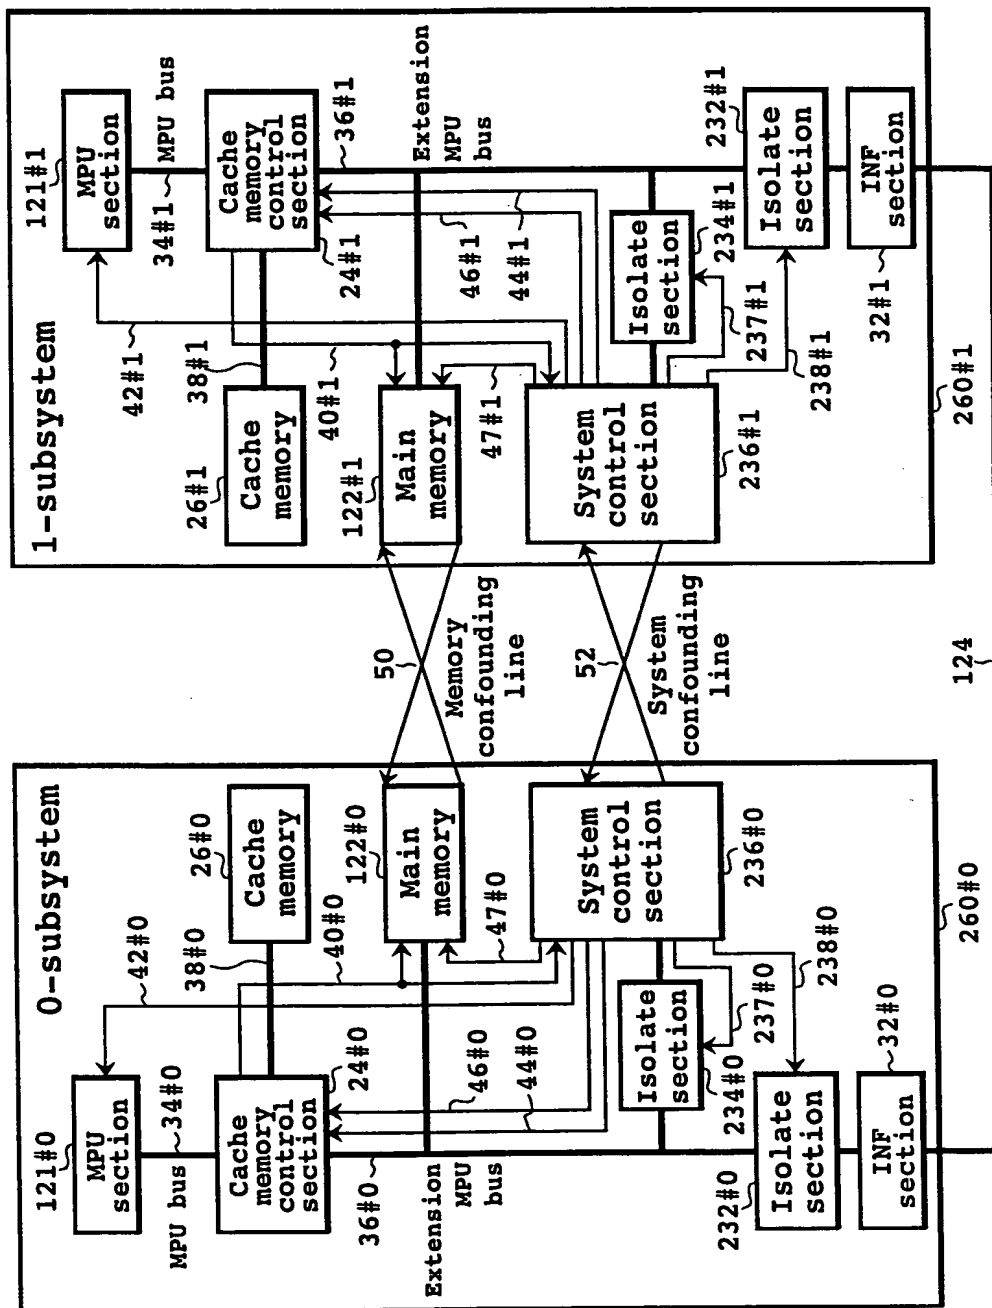 0-subsystem
121#0
MPU
section
34#0
MPU bus
Cache
memory
control
section
24#0
36#0
Extension
MPU
bus
42#0
38#0
40#0
26#0
Cache
memory
122#0
Main
memory
47#0
46#0
44#0
System
control
section
236#0
Isolate
section
234#0
237#0
238#0
232#0
Isolate
section
INF
section
32#0
260#0
50
Memory
confounding
line
52
System
confounding
line
124
1-subsystem
121#1
MPU
section
34#1
MPU bus
Cache
memory
control
section
24#1
36#1
Extension
MPU
bus
42#1
38#1
40#1
26#1
Cache
memory
122#1
Main
memory
47#1
46#1
44#1
System
control
section
236#1
Isolate
section
234#1
237#1
238#1
232#1
Isolate
section
INF
section
32#1
260#1